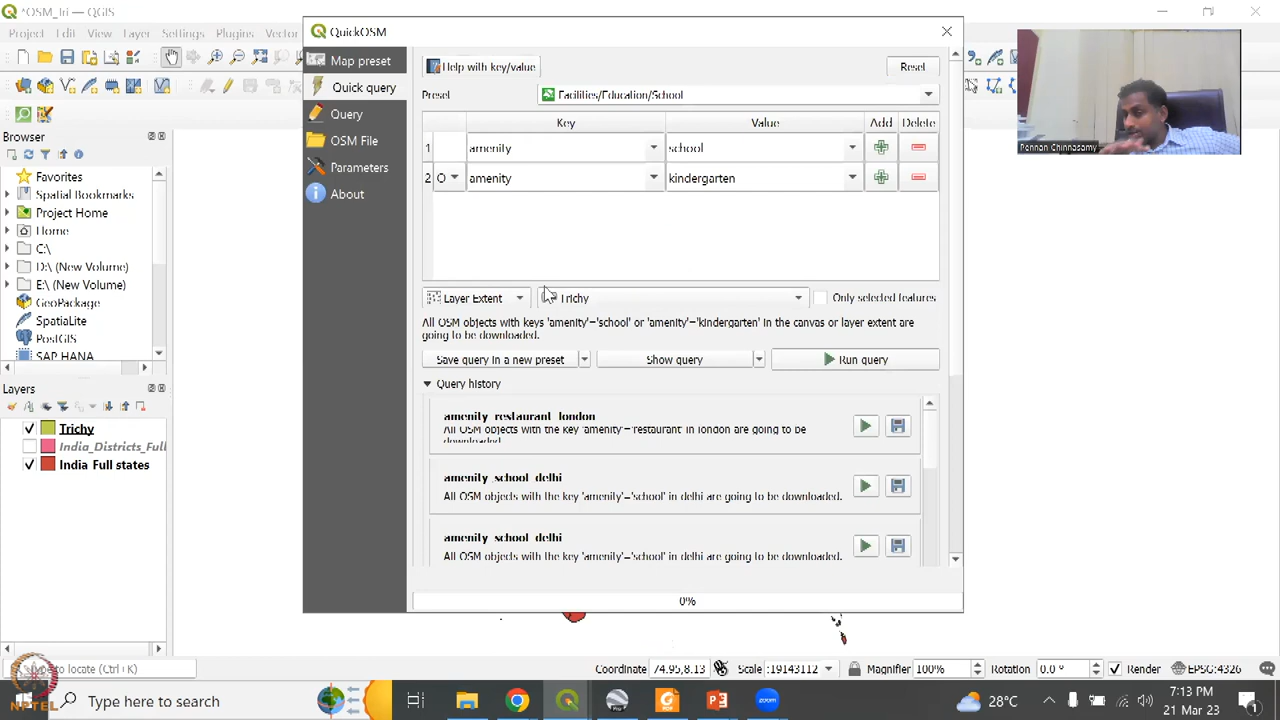 *OSM_tri — QGIS
Project Edit View Layer Settings Plugins Vector
QuickOSM
Map preset
Quick query
Query
OSM File
Parameters
About
Help with key/value
Reset
Preset Facilities/Education/School
Key Value Add Delete
1 amenity school
2 O amenity kindergarten
Layer Extent Trichy Only selected features
All OSM objects with keys 'amenity'='school' or 'amenity'='kindergarten' in the canvas or layer extent are
going to be downloaded.
Save query in a new preset Show query Run query
Query history
amenity_restaurant_london
All OSM objects with the key 'amenity'='restaurant' in london are going to be
downloaded.
amenity_school_delhi
All OSM objects with the key 'amenity'='school' in delhi are going to be downloaded.
amenity_school_delhi
All OSM objects with the key 'amenity'='school' in delhi are going to be downloaded.
0%
Browser
Favorites
Spatial Bookmarks
Project Home
Home
C:\
D:\ (New Volume)
E:\ (New Volume)
GeoPackage
SpatiaLite
PostGIS
SAP HANA
Layers
Trichy
India_Districts_Full
India Full states
Pennan Chinnasamy
to locate (Ctrl+K)
Coordinate 74.95,8.13 Scale :19143112 Magnifier 100% Rotation 0.0 ° Render EPSG:4326
NPTEL
Type here to search
28°C
7:13 PM
21 Mar 23
1